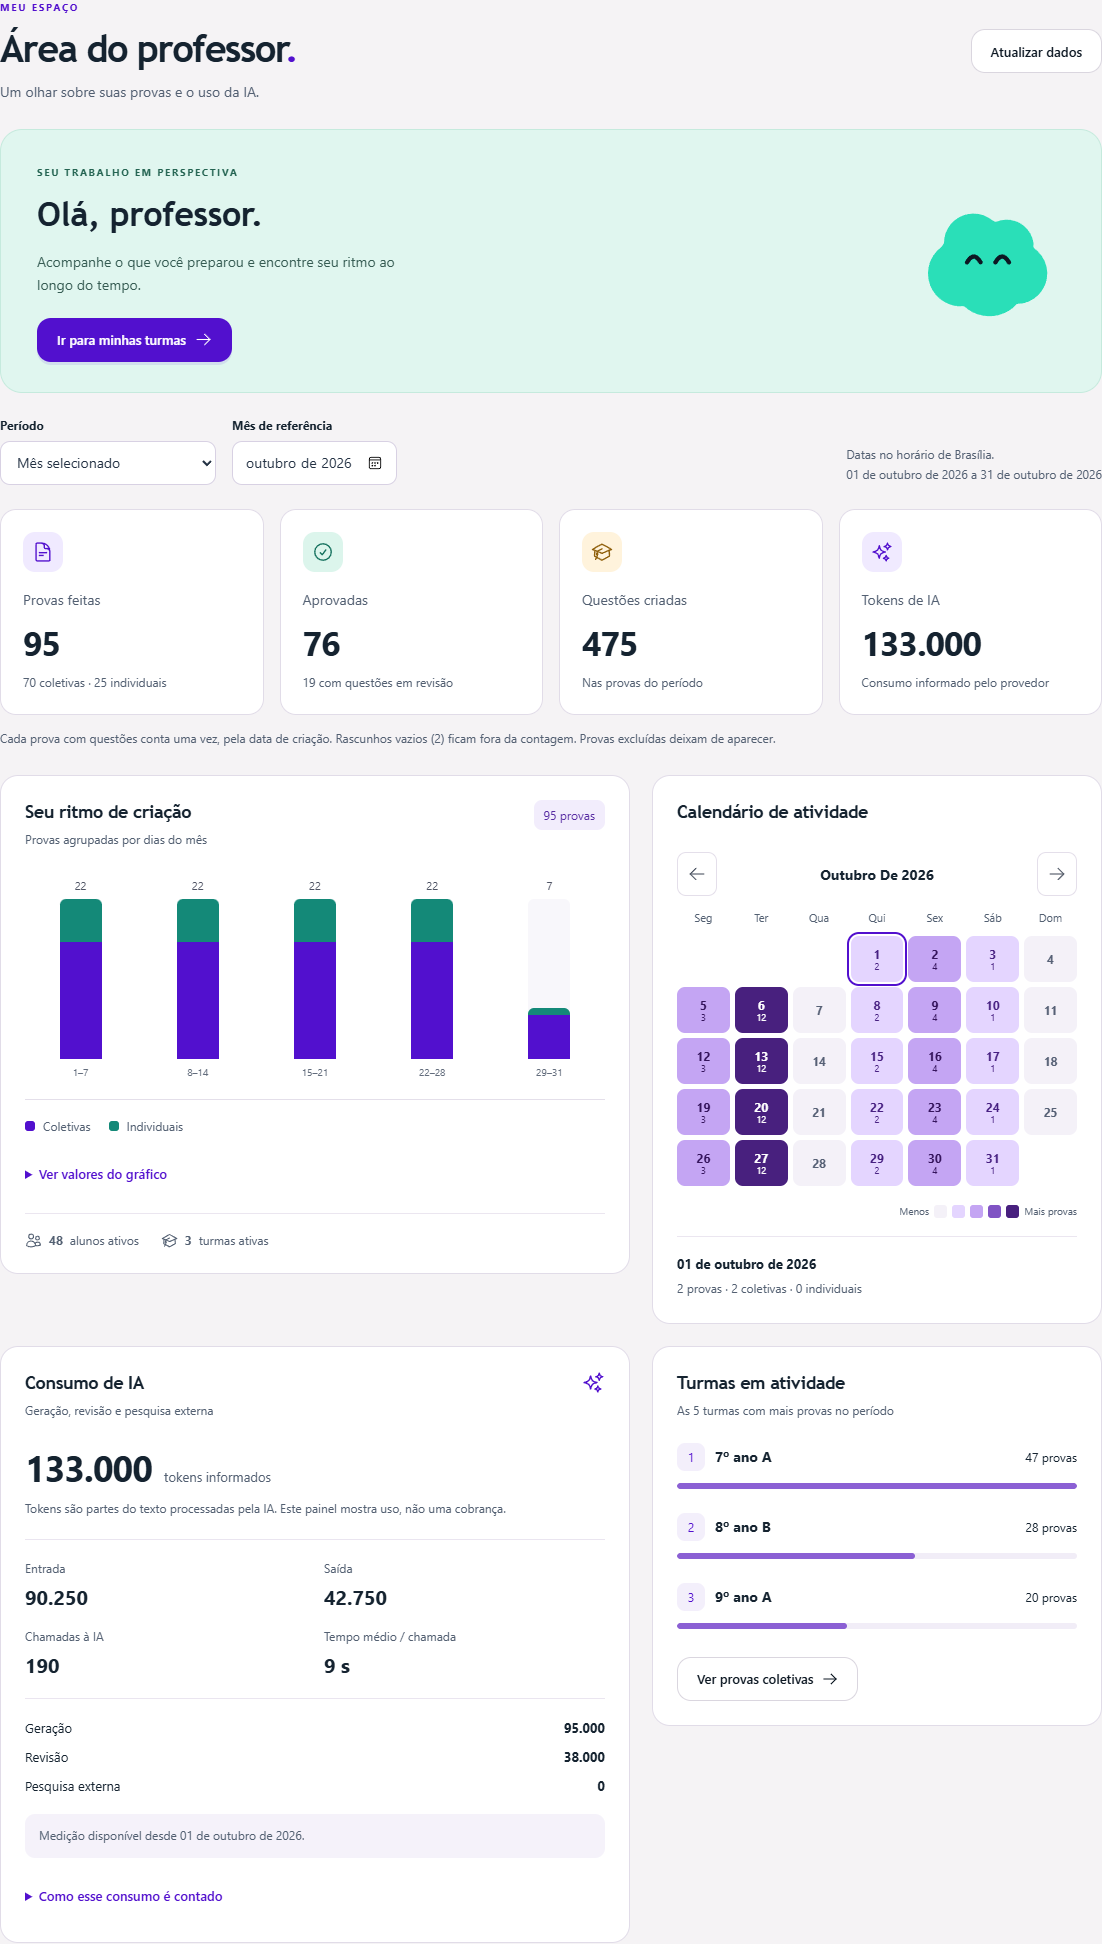 MEU ESPAÇO
Área do professor.
Atualizar dados
Um olhar sobre suas provas e o uso da IA.
SEU TRABALHO EM PERSPECTIVA
Olá, professor.
Acompanhe o que você preparou e encontre seu ritmo ao
longo do tempo.
Ir para minhas turmas
Período
Mês de referência
Mês selecionado
outubro de 2026
Datas no horário de Brasília.
01 de outubro de 2026 a 31 de outubro de 2026
Provas feitas
95
70 coletivas · 25 individuais
Aprovadas
76
19 com questões em revisão
Questões criadas
475
Nas provas do período
Tokens de IA
133.000
Consumo informado pelo provedor
Cada prova com questões conta uma vez, pela data de criação. Rascunhos vazios (2) ficam fora da contagem. Provas excluídas deixam de aparecer.
Seu ritmo de criação
95 provas
Provas agrupadas por dias do mês
22 22 22 22 7
1–7 8–14 15–21 22–28 29–31
Coletivas Individuais
Ver valores do gráfico
48 alunos ativos 3 turmas ativas
Calendário de atividade
Outubro De 2026
Seg Ter Qua Qui Sex Sáb Dom
1 2 3 4
2 4 1
5 6 7 8 9 10 11
3 12 2 4 1
12 13 14 15 16 17 18
3 12 2 4 1
19 20 21 22 23 24 25
3 12 2 4 1
26 27 28 29 30 31
3 12 2 4 1
Menos Mais provas
01 de outubro de 2026
2 provas · 2 coletivas · 0 individuais
Consumo de IA
Geração, revisão e pesquisa externa
133.000 tokens informados
Tokens são partes do texto processadas pela IA. Este painel mostra uso, não uma cobrança.
Entrada Saída
90.250 42.750
Chamadas à IA Tempo médio / chamada
190 9 s
Geração 95.000
Revisão 38.000
Pesquisa externa 0
Medição disponível desde 01 de outubro de 2026.
Como esse consumo é contado
Turmas em atividade
As 5 turmas com mais provas no período
1 7º ano A 47 provas
2 8º ano B 28 provas
3 9º ano A 20 provas
Ver provas coletivas